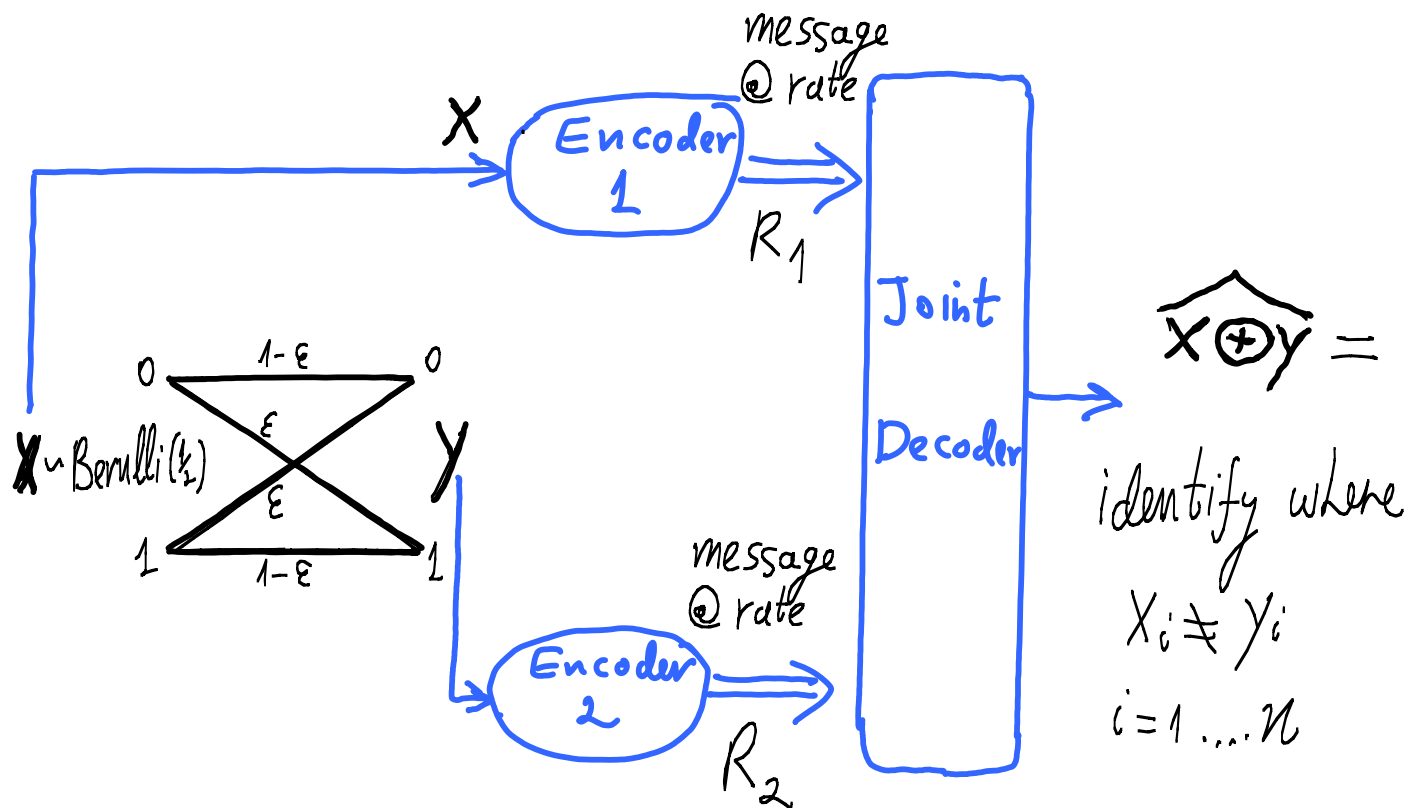 message
@ rate
X
Encoder
1
R1
Joint
Decoder
X⊕y =
identify where
Xi ≠ yi
i = 1 .... n
0
1-ε
0
ε
X ~ Berulli(½)
y
ε
1
1-ε
1
message
@ rate
Encoder
2
R2